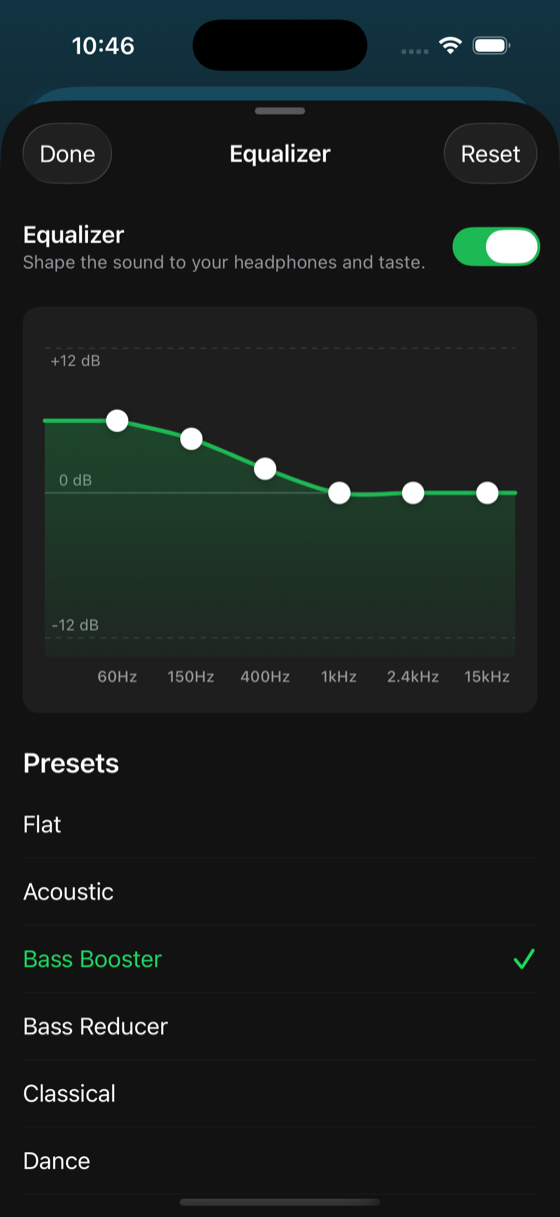 10:46
Done
Equalizer
Reset
Equalizer
Shape the sound to your headphones and taste.
+12 dB
0 dB
-12 dB
60Hz 150Hz 400Hz 1kHz 2.4kHz 15kHz
Presets
Flat
Acoustic
Bass Booster
Bass Reducer
Classical
Dance